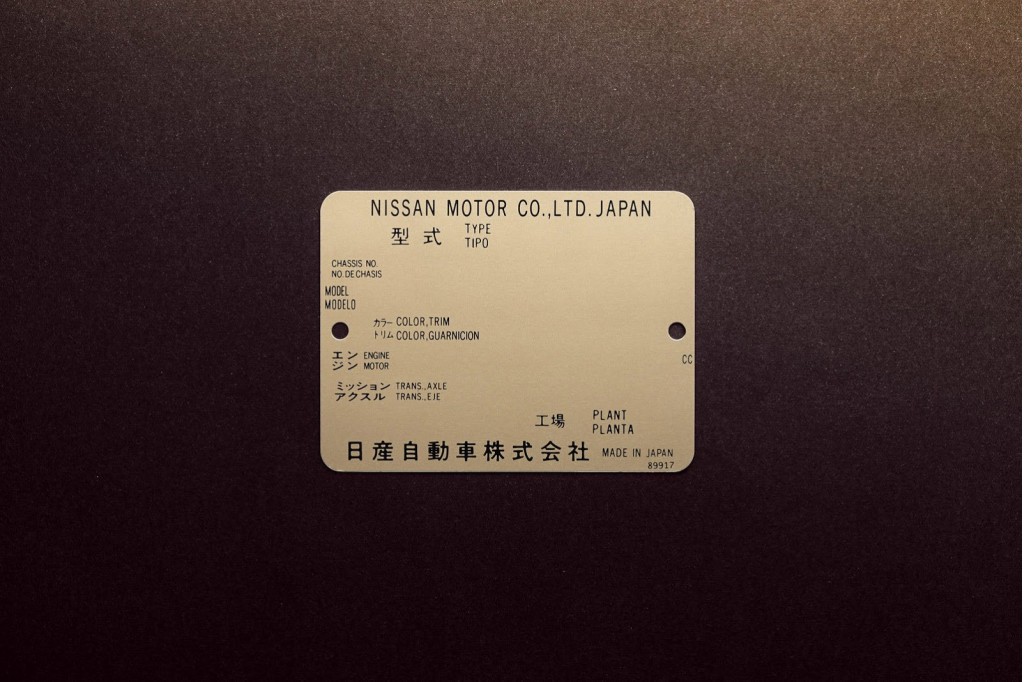 NISSAN MOTOR CO.,LTD. JAPAN
型式 TYPE
TIPO
CHASSIS NO.
NO. DE CHASIS
MODEL
MODELO
カラー COLOR,TRIM
トリム COLOR,GUARNICION
エン ENGINE
ジン MOTOR
CC
ミッション TRANS.,AXLE
アクスル TRANS.,EJE
工場 PLANT
PLANTA
日産自動車株式会社 MADE IN JAPAN
89917